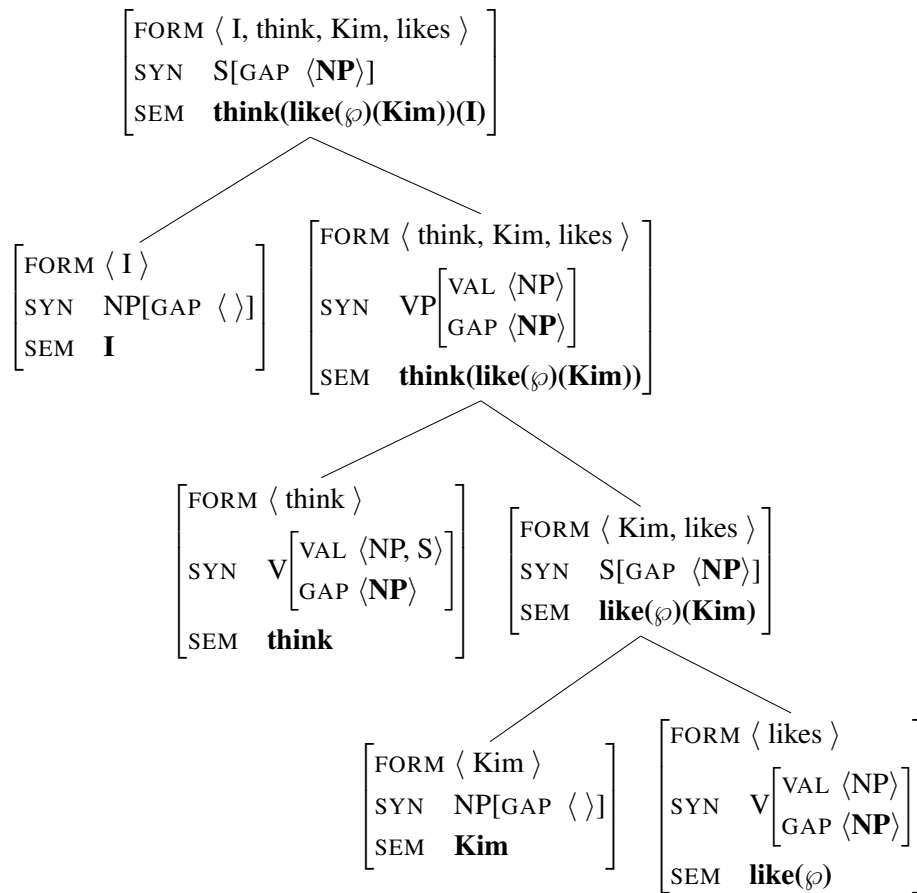 FORM ⟨ I, think, Kim, likes ⟩
SYN S[GAP ⟨NP⟩]
SEM think(like(℘)(Kim))(I)
FORM ⟨ I ⟩
SYN NP[GAP ⟨ ⟩]
SEM I
FORM ⟨ think, Kim, likes ⟩
SYN VP[VAL ⟨NP⟩
GAP ⟨NP⟩]
SEM think(like(℘)(Kim))
FORM ⟨ think ⟩
SYN V[VAL ⟨NP, S⟩
GAP ⟨NP⟩]
SEM think
FORM ⟨ Kim, likes ⟩
SYN S[GAP ⟨NP⟩]
SEM like(℘)(Kim)
FORM ⟨ Kim ⟩
SYN NP[GAP ⟨ ⟩]
SEM Kim
FORM ⟨ likes ⟩
SYN V[VAL ⟨NP⟩
GAP ⟨NP⟩]
SEM like(℘)